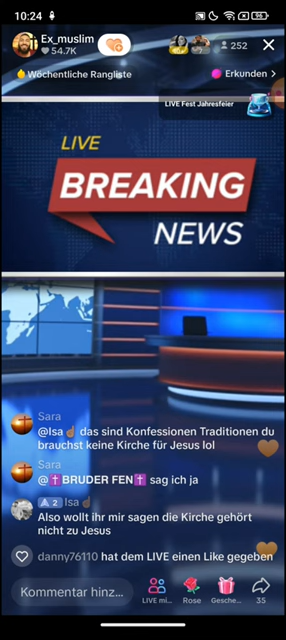 10:24
96
Ex_muslim
54.7K
252
Wöchentliche Rangliste
Erkunden >
LIVE Fest Jahresfeier
LIVE
BREAKING
NEWS
Sara
@Isa☝🏾 das sind Konfessionen Traditionen du
brauchst keine Kirche für Jesus lol
Sara
@✝️BRUDER FEN✝️ sag ich ja
2 Isa☝🏾
Also wollt ihr mir sagen die Kirche gehört
nicht zu Jesus
danny76110 hat dem LIVE einen Like gegeben
Kommentar hinz...
LIVE mi...
Rose
Gesche...
35